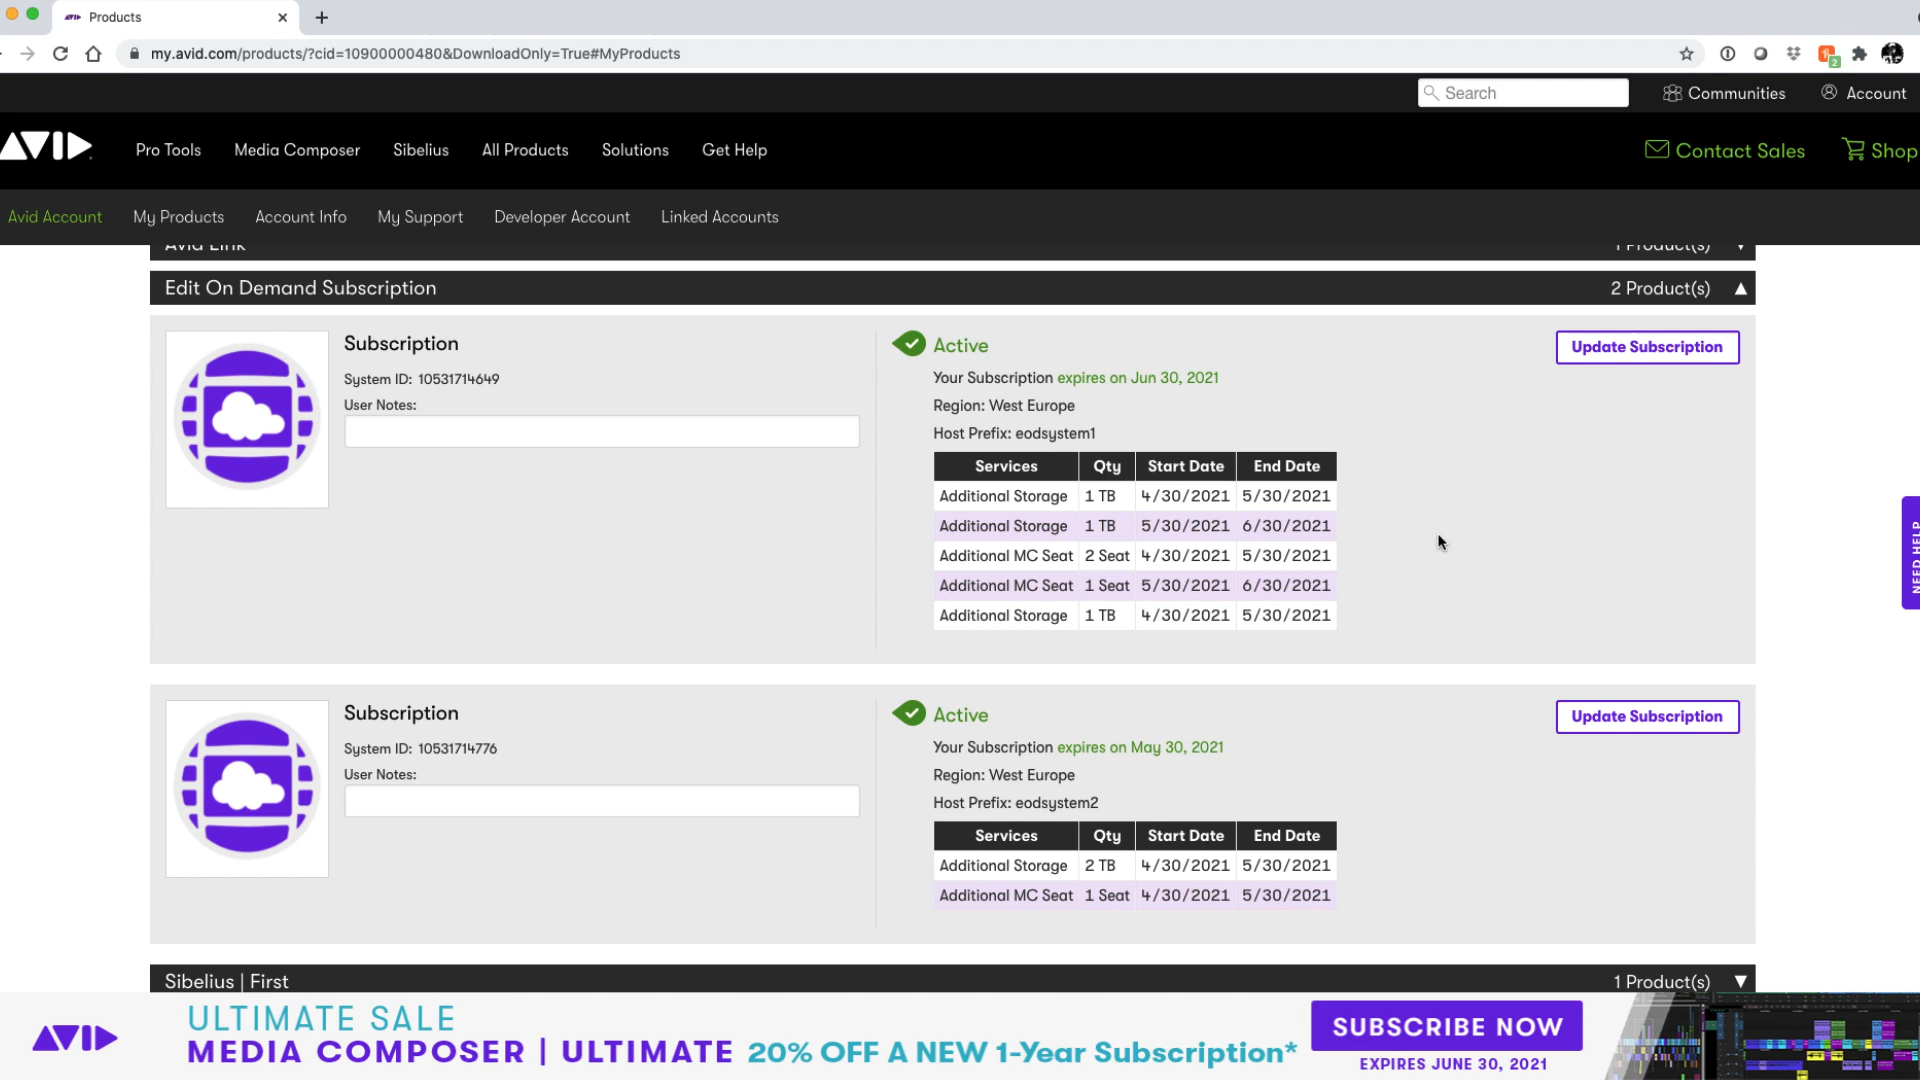 Products
my.avid.com/products/?cid=10900000480&DownloadOnly=True#MyProducts
2
Search
Communities
Account
AVID
Pro Tools
Media Composer
Sibelius
All Products
Solutions
Get Help
Contact Sales
Shop
Avid Account
My Products
Account Info
My Support
Developer Account
Linked Accounts
Avid Link
1 Product(s)
Edit On Demand Subscription
2 Product(s)
Subscription
System ID: 10531714649
User Notes:
Active
Your Subscription expires on Jun 30, 2021
Region: West Europe
Host Prefix: eodsystem1
Update Subscription
Services Qty Start Date End Date
Additional Storage 1 TB 4/30/2021 5/30/2021
Additional Storage 1 TB 5/30/2021 6/30/2021
Additional MC Seat 2 Seat 4/30/2021 5/30/2021
Additional MC Seat 1 Seat 5/30/2021 6/30/2021
Additional Storage 1 TB 4/30/2021 5/30/2021
NEED HELP
Subscription
System ID: 10531714776
User Notes:
Active
Your Subscription expires on May 30, 2021
Region: West Europe
Host Prefix: eodsystem2
Update Subscription
Services Qty Start Date End Date
Additional Storage 2 TB 4/30/2021 5/30/2021
Additional MC Seat 1 Seat 4/30/2021 5/30/2021
Sibelius | First
1 Product(s)
AVID
ULTIMATE SALE
MEDIA COMPOSER | ULTIMATE 20% OFF A NEW 1-Year Subscription*
SUBSCRIBE NOW
EXPIRES JUNE 30, 2021